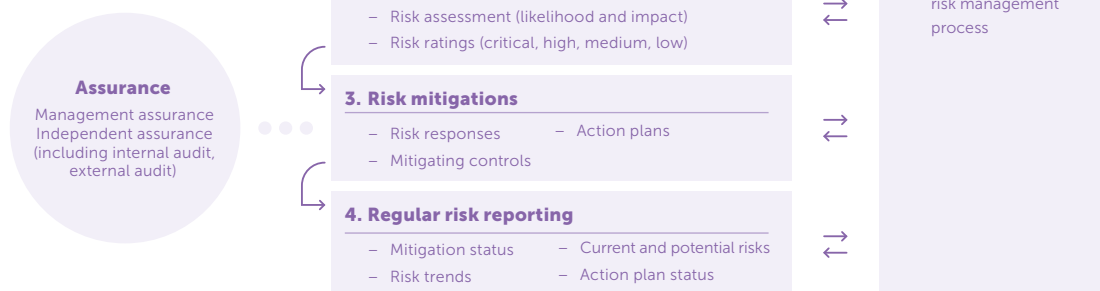 – Risk assessment (likelihood and impact)
– Risk ratings (critical, high, medium, low)
risk management
process
Assurance
Management assurance
Independent assurance
(including internal audit,
external audit)
3. Risk mitigations
– Risk responses
– Action plans
– Mitigating controls
4. Regular risk reporting
– Mitigation status
– Current and potential risks
– Risk trends
– Action plan status